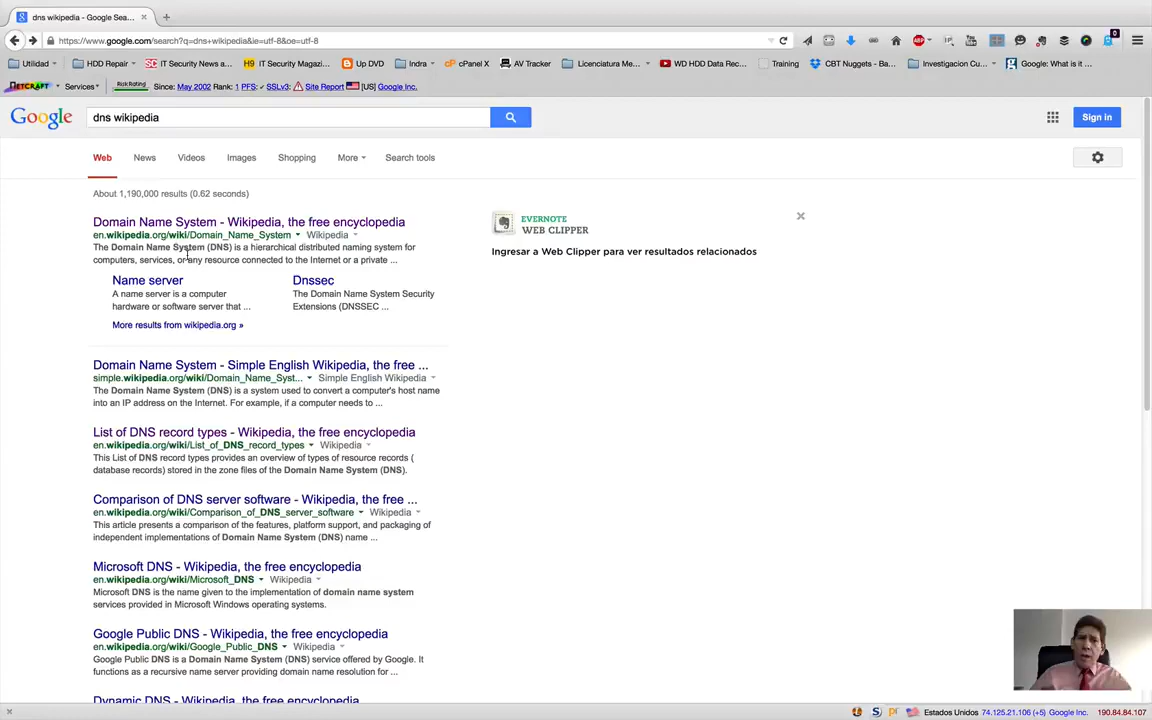 dns wikipedia - Google Sea...
https://www.google.com/search?q=dns+wikipedia&ie=utf-8&oe=utf-8
ABP
0
Utilidad
HDD Repair
SC IT Security News a...
H9 IT Security Magazi...
Up DVD
Indra
cPanel X
AV Tracker
Licenciatura Me...
WD HDD Data Rec...
Training
CBT Nuggets - Ba...
Investigacion Cu...
Google: What is it ...
NETCRAFT Services Risk Rating Since: May 2002 Rank: 1 PFS: ✓ SSLv3: Site Report [US] Google Inc.
Google dns wikipedia Sign in
Web News Videos Images Shopping More Search tools
About 1,190,000 results (0.62 seconds)
Domain Name System - Wikipedia, the free encyclopedia
en.wikipedia.org/wiki/Domain_Name_System Wikipedia
The Domain Name System (DNS) is a hierarchical distributed naming system for
computers, services, or any resource connected to the Internet or a private ...
Name server
A name server is a computer
hardware or software server that ...
Dnssec
The Domain Name System Security
Extensions (DNSSEC ...
More results from wikipedia.org »
EVERNOTE
WEB CLIPPER
Ingresar a Web Clipper para ver resultados relacionados
Domain Name System - Simple English Wikipedia, the free ...
simple.wikipedia.org/wiki/Domain_Name_Syst... Simple English Wikipedia
The Domain Name System (DNS) is a system used to convert a computer's host name
into an IP address on the Internet. For example, if a computer needs to ...
List of DNS record types - Wikipedia, the free encyclopedia
en.wikipedia.org/wiki/List_of_DNS_record_types Wikipedia
This List of DNS record types provides an overview of types of resource records (
database records) stored in the zone files of the Domain Name System (DNS).
Comparison of DNS server software - Wikipedia, the free ...
en.wikipedia.org/wiki/Comparison_of_DNS_server_software Wikipedia
This article presents a comparison of the features, platform support, and packaging of
independent implementations of Domain Name System (DNS) name ...
Microsoft DNS - Wikipedia, the free encyclopedia
en.wikipedia.org/wiki/Microsoft_DNS Wikipedia
Microsoft DNS is the name given to the implementation of domain name system
services provided in Microsoft Windows operating systems.
Google Public DNS - Wikipedia, the free encyclopedia
en.wikipedia.org/wiki/Google_Public_DNS Wikipedia
Google Public DNS is a Domain Name System (DNS) service offered by Google. It
functions as a recursive name server providing domain name resolution for ...
Dynamic DNS - Wikipedia, the free encyclopedia
Estados Unidos 74.125.21.106 (+5) Google Inc. 190.84.84.107